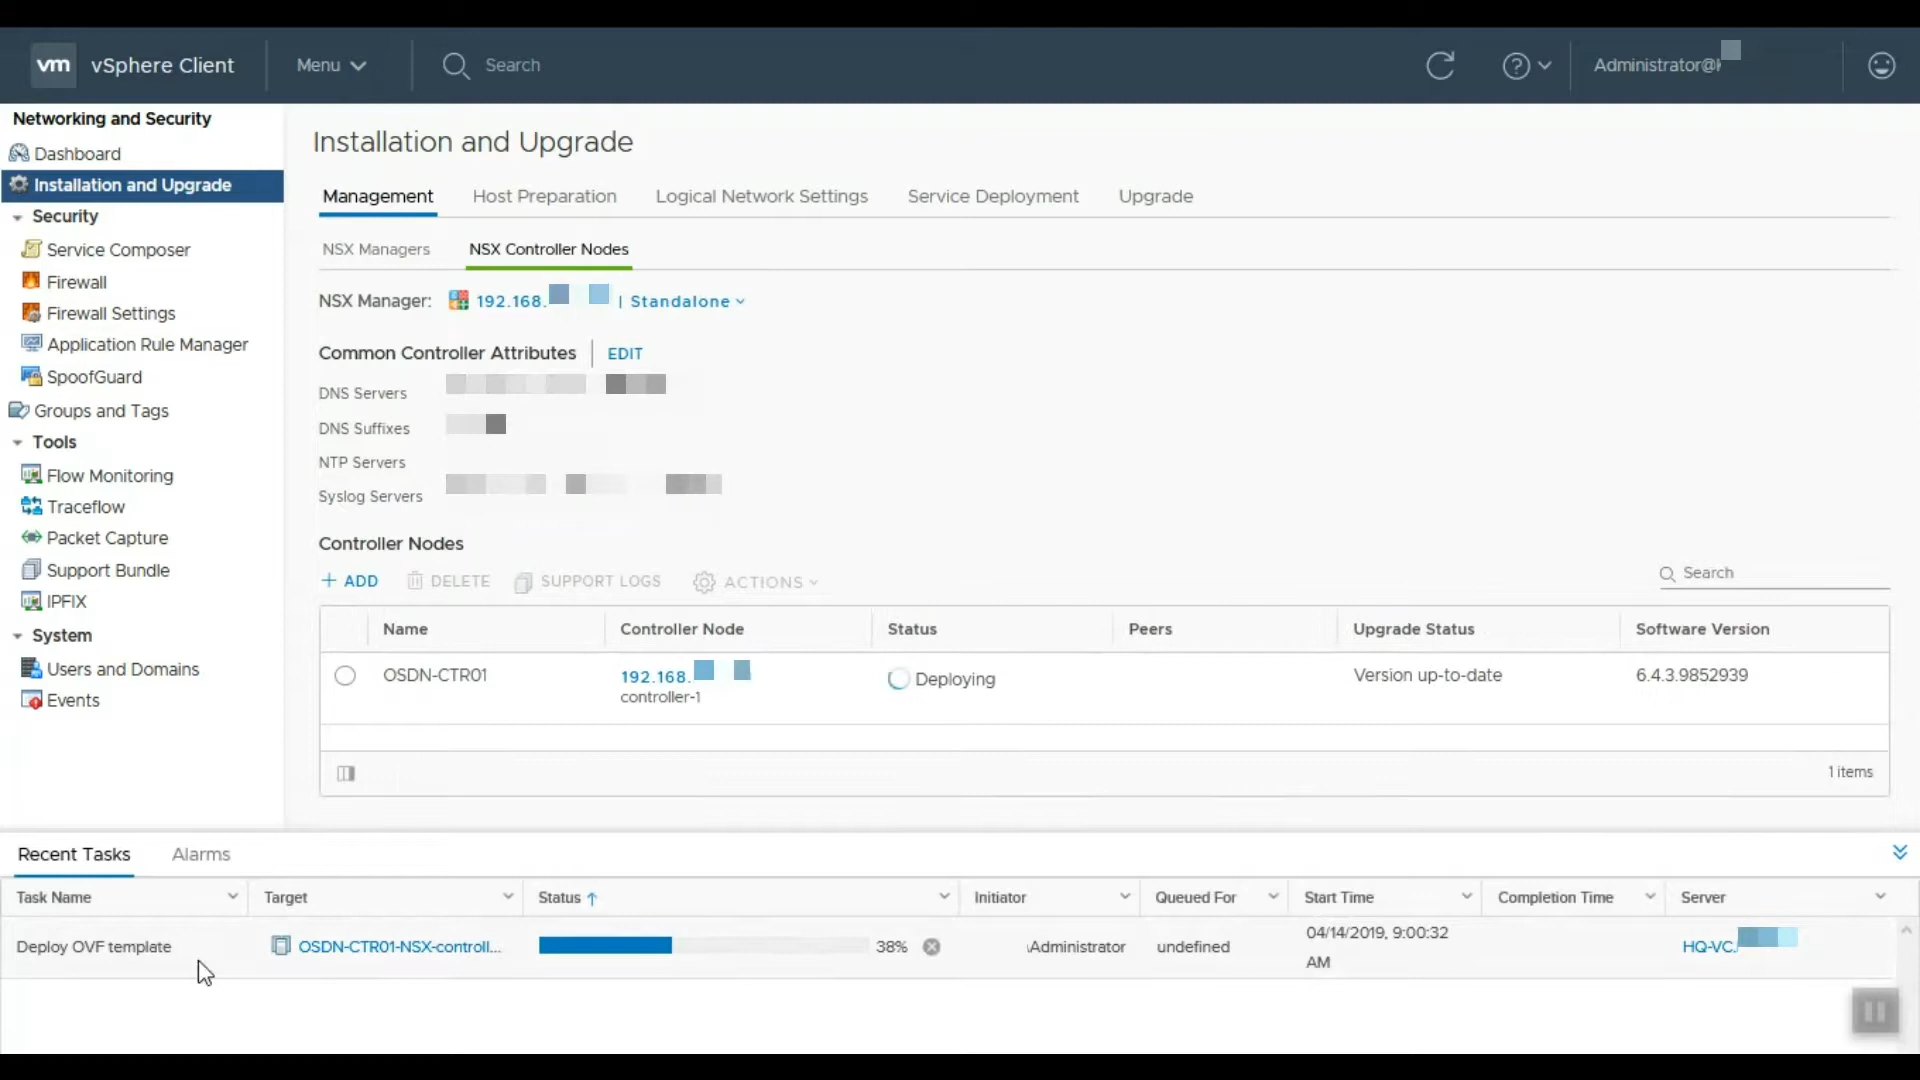 vm vSphere Client Menu Search Administrator@
Networking and Security
Dashboard
Installation and Upgrade
Security
Service Composer
Firewall
Firewall Settings
Application Rule Manager
SpoofGuard
Groups and Tags
Tools
Flow Monitoring
Traceflow
Packet Capture
Support Bundle
IPFIX
System
Users and Domains
Events
Installation and Upgrade
Management Host Preparation Logical Network Settings Service Deployment Upgrade
NSX Managers NSX Controller Nodes
NSX Manager: 192.168. | Standalone
Common Controller Attributes EDIT
DNS Servers
DNS Suffixes
NTP Servers
Syslog Servers
Controller Nodes
+ ADD DELETE SUPPORT LOGS ACTIONS Search
Name Controller Node Status Peers Upgrade Status Software Version
OSDN-CTR01 192.168. Deploying Version up-to-date 6.4.3.9852939
controller-1
1 items
Recent Tasks Alarms
Task Name Target Status ↑ Initiator Queued For Start Time Completion Time Server
Deploy OVF template OSDN-CTR01-NSX-controll... 38% \Administrator undefined 04/14/2019, 9:00:32 HQ-VC.
AM